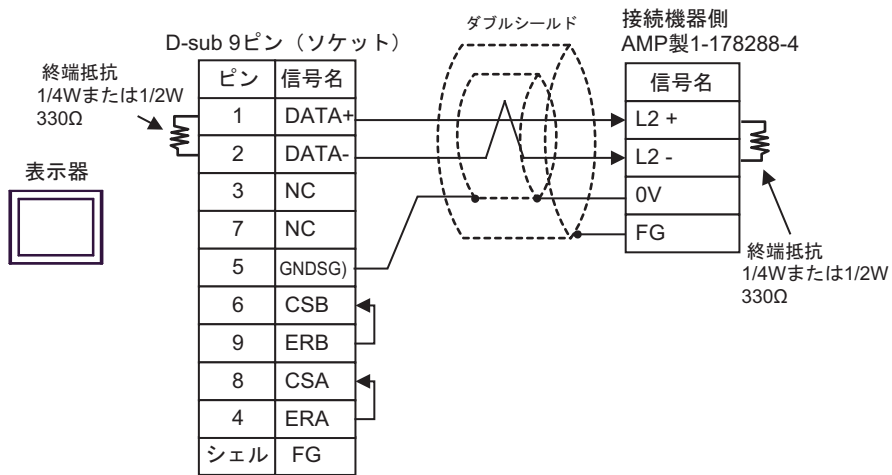 ダブルシールド
接続機器側
AMP製1-178288-4
D-sub 9ピン（ソケット）
終端抵抗
1/4Wまたは1/2W
330Ω
表示器
ピン 信号名
1 DATA+
2 DATA-
3 NC
7 NC
5 GNDSG)
6 CSB
9 ERB
8 CSA
4 ERA
シェル FG
信号名
L2 +
L2 -
0V
FG
終端抵抗
1/4Wまたは1/2W
330Ω